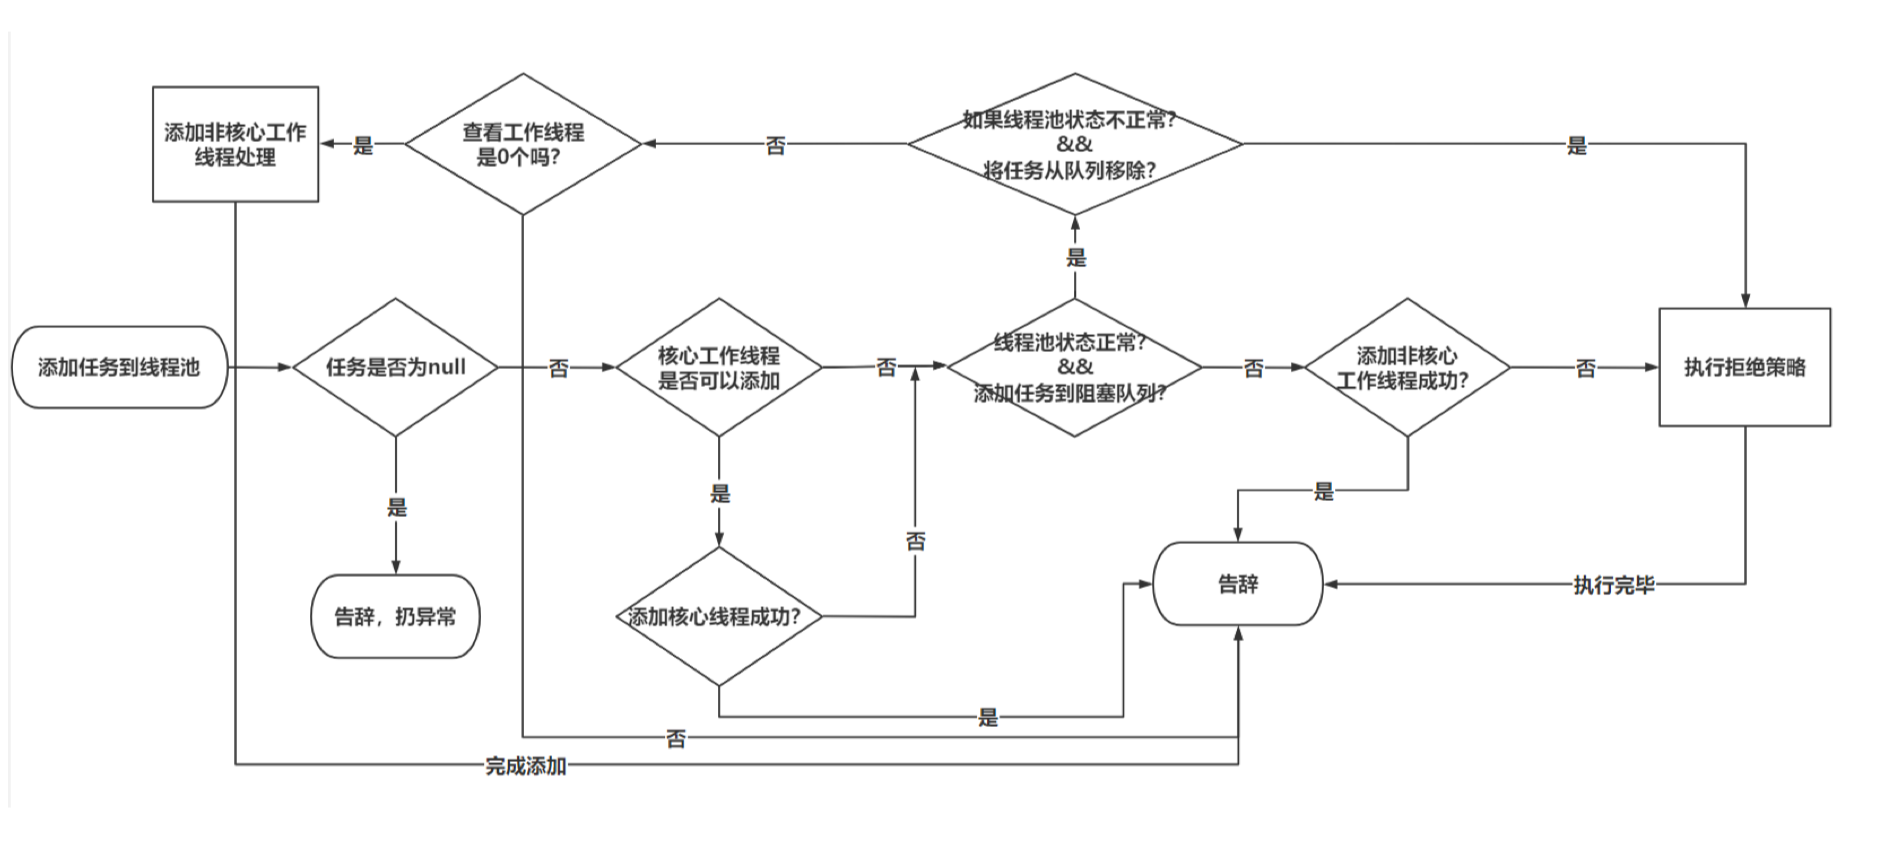 添加非核心工作
线程处理
是
查看工作线程
是0个吗？
否
如果线程池状态不正常？
&&
将任务从队列移除？
是
是
添加任务到线程池
任务是否为null
否
核心工作线程
是否可以添加
否
线程池状态正常？
&&
添加任务到阻塞队列？
否
添加非核心
工作线程成功？
否
执行拒绝策略
是
是
是
否
告辞，扔异常
添加核心线程成功？
告辞
执行完毕
是
否
完成添加